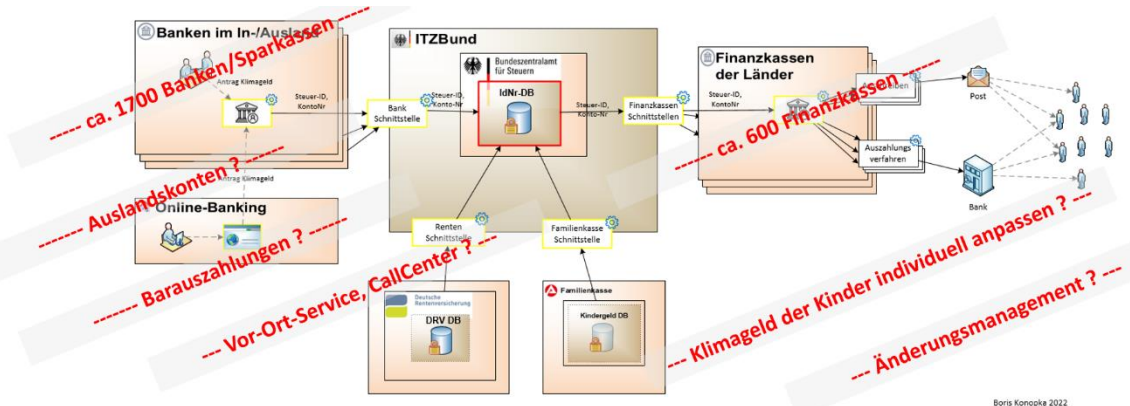 Banken im In-/Ausland
Antrag Klimageld
Steuer-ID,
KontoNr
Bank
Schnittstelle
Antrag Klimageld
Online-Banking
ITZBund
Bundeszentralamt
für Steuern
IdNr-DB
Steuer-ID,
Konto-Nr
Steuer-ID,
Konto-Nr
Finanzkassen
Schnittstellen
Renten
Schnittstelle
Familienkasse
Schnittstelle
Deutsche
Rentenversicherung
DRV DB
Familienkasse
Kindergeld DB
Finanzkassen
der Länder
Steuer-ID,
KontoNr
Auszahlungs
verfahren
Post
Bank
----- ca. 1700 Banken/Sparkassen -----
----- Auslandskonten ? ------
------- Barauszahlungen ? -------
--- Vor-Ort-Service, CallCenter ? ---
----- ca. 600 Finanzkassen -----
--- Klimageld der Kinder individuell anpassen ? ---
--- Änderungsmanagement ? ---
Boris Konopka 2022